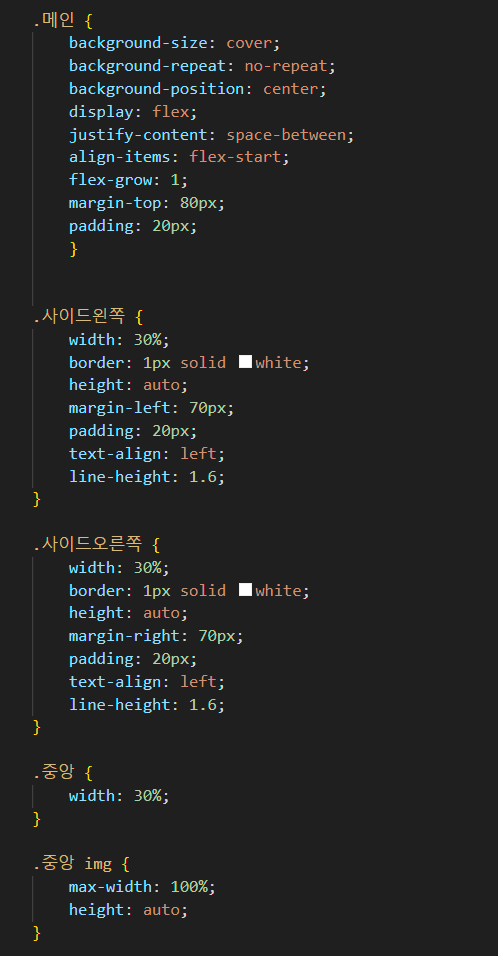 .메인 {
    background-size: cover;
    background-repeat: no-repeat;
    background-position: center;
    display: flex;
    justify-content: space-between;
    align-items: flex-start;
    flex-grow: 1;
    margin-top: 80px;
    padding: 20px;
    }
.사이드왼쪽 {
    width: 30%;
    border: 1px solid white;
    height: auto;
    margin-left: 70px;
    padding: 20px;
    text-align: left;
    line-height: 1.6;
}
.사이드오른쪽 {
    width: 30%;
    border: 1px solid white;
    height: auto;
    margin-right: 70px;
    padding: 20px;
    text-align: left;
    line-height: 1.6;
}
.중앙 {
    width: 30%;
}
.중앙 img {
    max-width: 100%;
    height: auto;
}